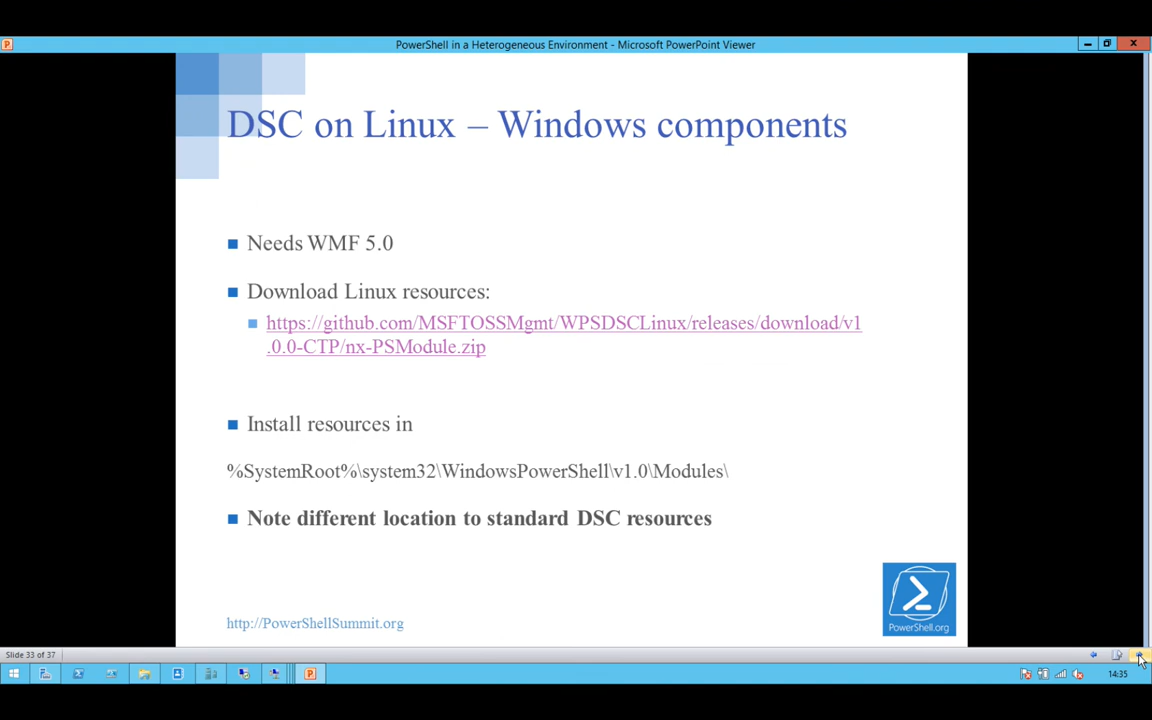 PowerShell in a Heterogeneous Environment - Microsoft PowerPoint Viewer
DSC on Linux – Windows components
Needs WMF 5.0
Download Linux resources:
https://github.com/MSFTOSSMgmt/WPSDSCLinux/releases/download/v1
.0.0-CTP/nx-PSModule.zip
Install resources in
%SystemRoot%\system32\WindowsPowerShell\v1.0\Modules\
Note different location to standard DSC resources
PowerShell.org
http://PowerShellSummit.org
Slide 33 of 37
14:35